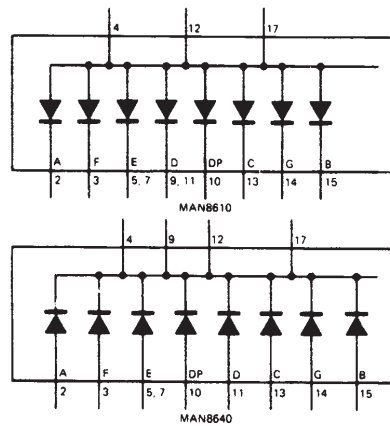 4 12 17
A F E D DP C G B
2 3 5, 7 9, 11 10 13 14 15
MAN8610
4 9 12 17
A F E DP D C G B
2 3 5, 7 10 11 13 14 15
MAN8640